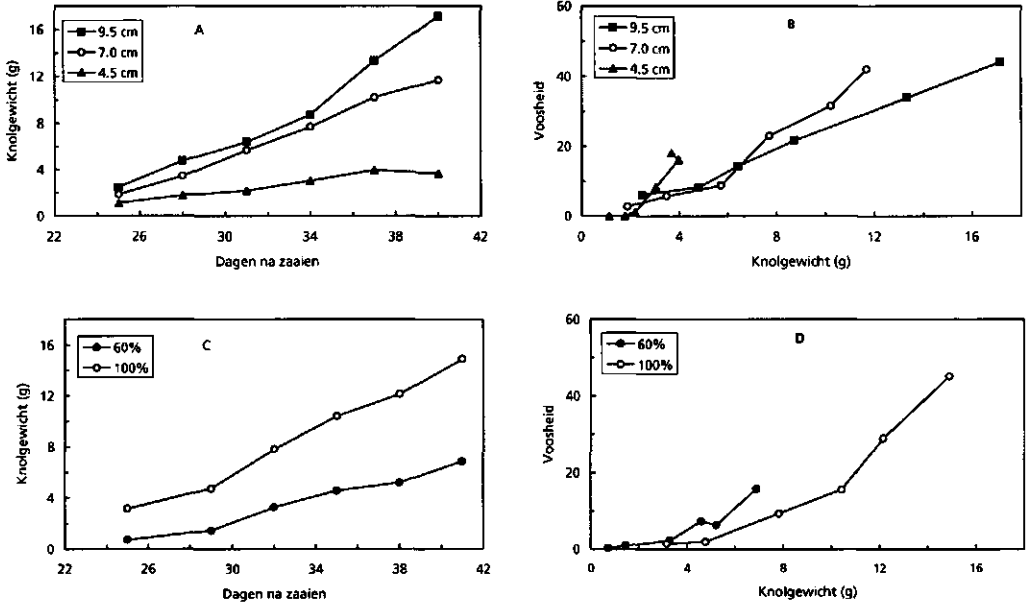 A
9.5 cm
7.0 cm
4.5 cm
Knolgewicht (g)
16
12
8
4
0
22 26 30 34 38 42
Dagen na zaaien
B
9.5 cm
7.0 cm
4.5 cm
Voosheid
60
40
20
0
0 4 8 12 16
Knolgewicht (g)
C
60%
100%
Knolgewicht (g)
16
12
8
4
0
22 26 30 34 38 42
Dagen na zaaien
D
60%
100%
Voosheid
60
40
20
0
0 4 8 12 16
Knolgewicht (g)